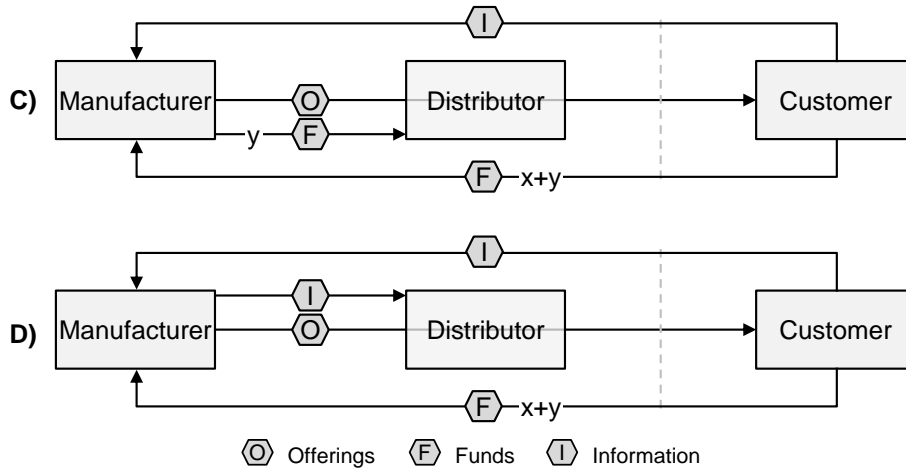 I
C) Manufacturer O Distributor Customer
y F
F x+y
I
I
D) Manufacturer O Distributor Customer
F x+y
O Offerings F Funds I Information